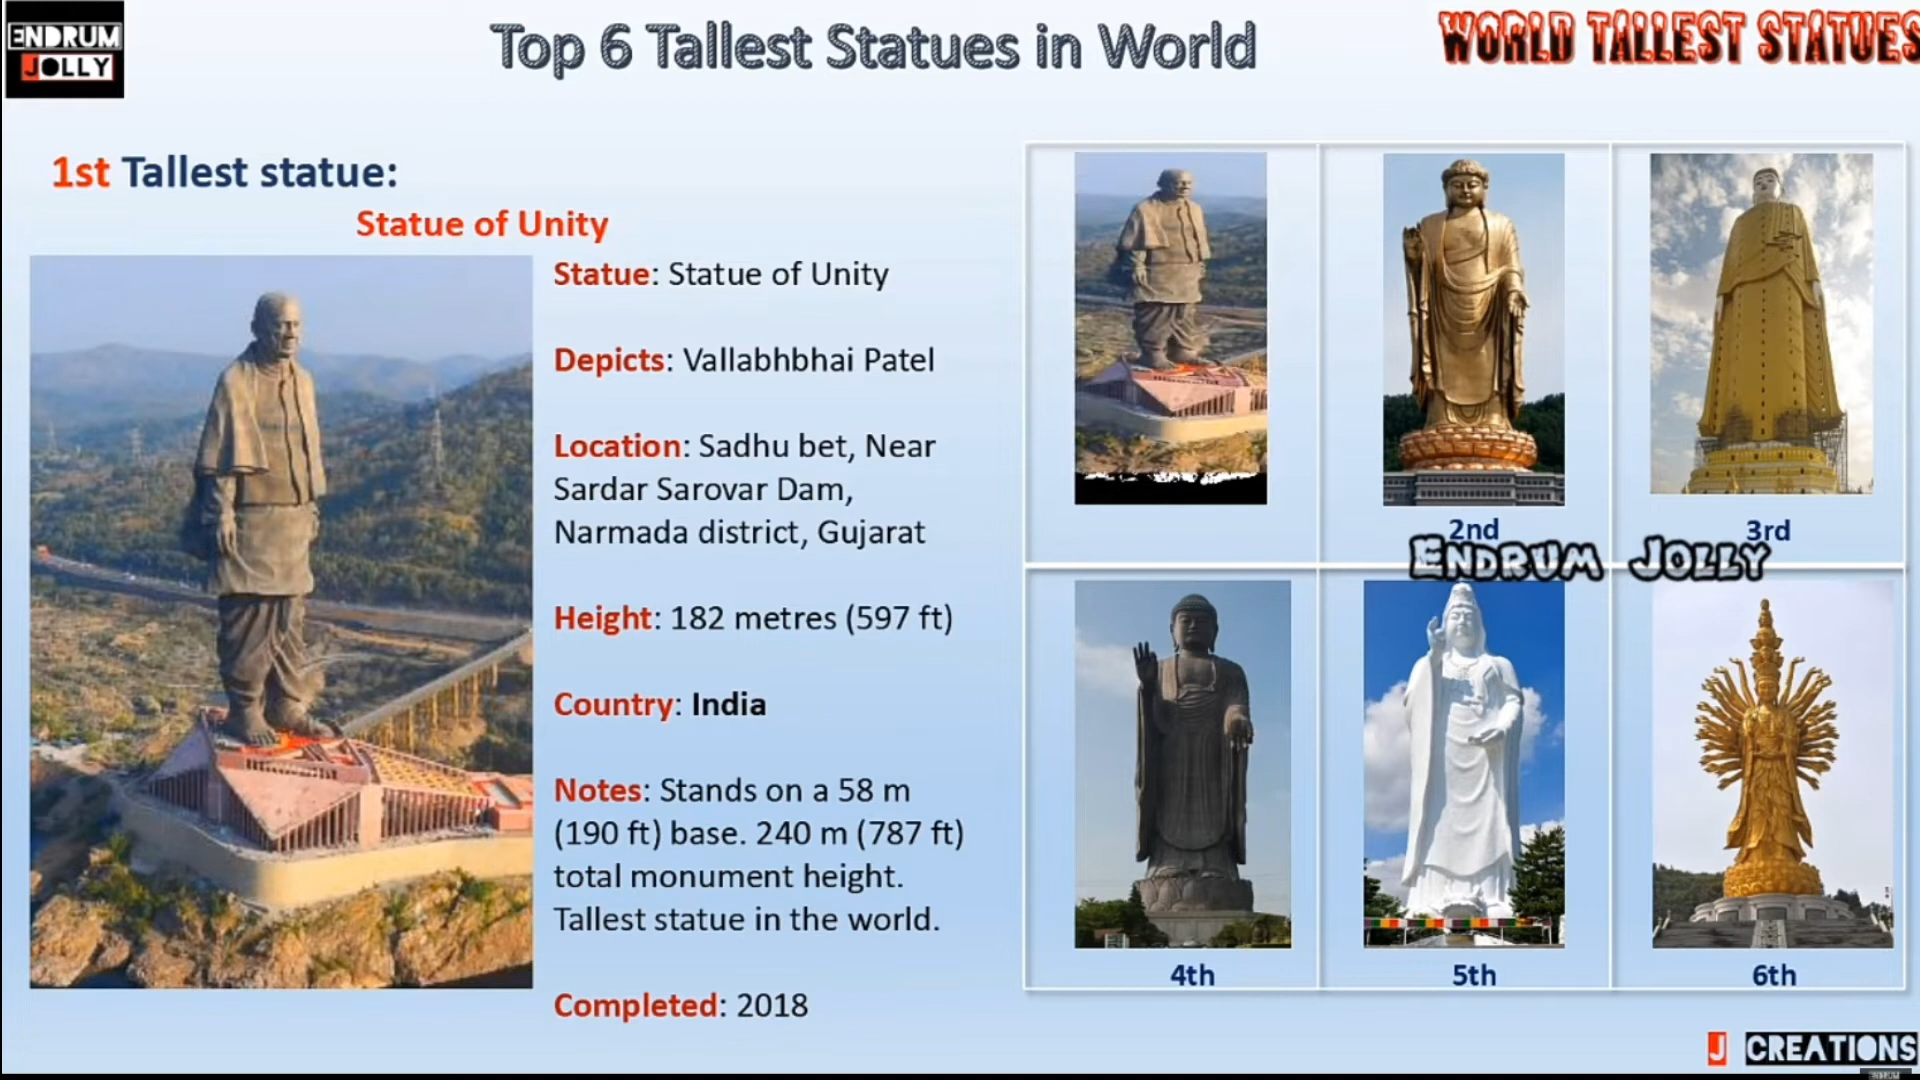 ENDRUM
JOLLY
Top 6 Tallest Statues in World
WORLD TALLEST STATUES
1st Tallest statue:
Statue of Unity
Statue: Statue of Unity
Depicts: Vallabhbhai Patel
Location: Sadhu bet, Near
Sardar Sarovar Dam,
Narmada district, Gujarat
Height: 182 metres (597 ft)
Country: India
Notes: Stands on a 58 m
(190 ft) base. 240 m (787 ft)
total monument height.
Tallest statue in the world.
Completed: 2018
2nd
3rd
ENDRUM JOLLY
4th
5th
6th
J CREATIONS